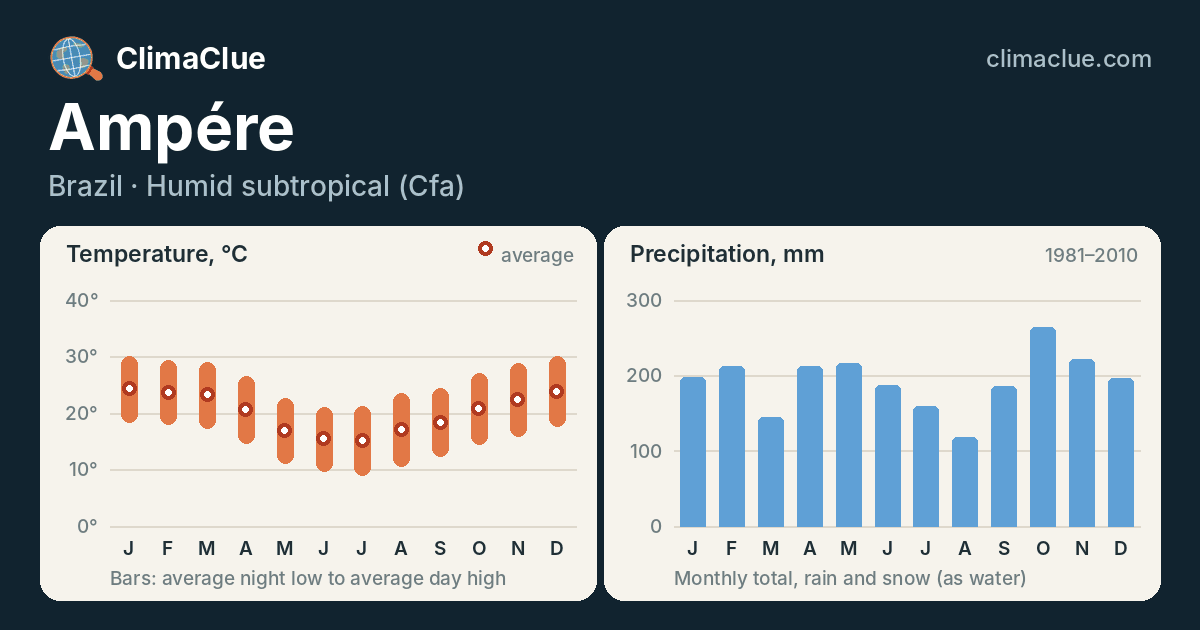 ClimaClue
climaclue.com
Ampére
Brazil · Humid subtropical (Cfa)
Temperature, °C
average
40°
30°
20°
10°
0°
J F M A M J J A S O N D
Bars: average night low to average day high
Precipitation, mm
1981–2010
300
200
100
0
J F M A M J J A S O N D
Monthly total, rain and snow (as water)